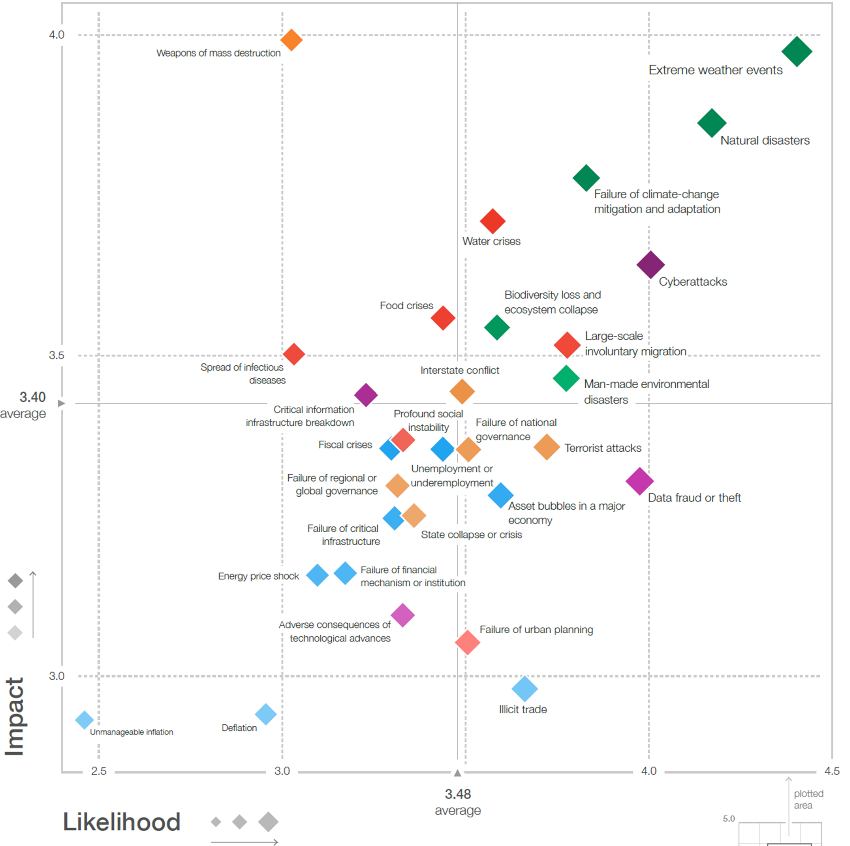 4.0
Weapons of mass destruction
Extreme weather events
Natural disasters
Failure of climate-change
mitigation and adaptation
Water crises
Cyberattacks
Biodiversity loss and
ecosystem collapse
Food crises
Large-scale
involuntary migration
3.5
Spread of infectious
diseases
Interstate conflict
Man-made environmental
disasters
3.40
average
Critical information
infrastructure breakdown
Profound social
instability
Failure of national
governance
Fiscal crises
Terrorist attacks
Unemployment or
underemployment
Failure of regional or
global governance
Data fraud or theft
Asset bubbles in a major
economy
Failure of critical
infrastructure
State collapse or crisis
Energy price shock
Failure of financial
mechanism or institution
Adverse consequences of
technological advances
Failure of urban planning
3.0
Illicit trade
Unmanageable inflation
Deflation
Impact
2.5
3.0
4.0
4.5
3.48
average
plotted
area
Likelihood
5.0